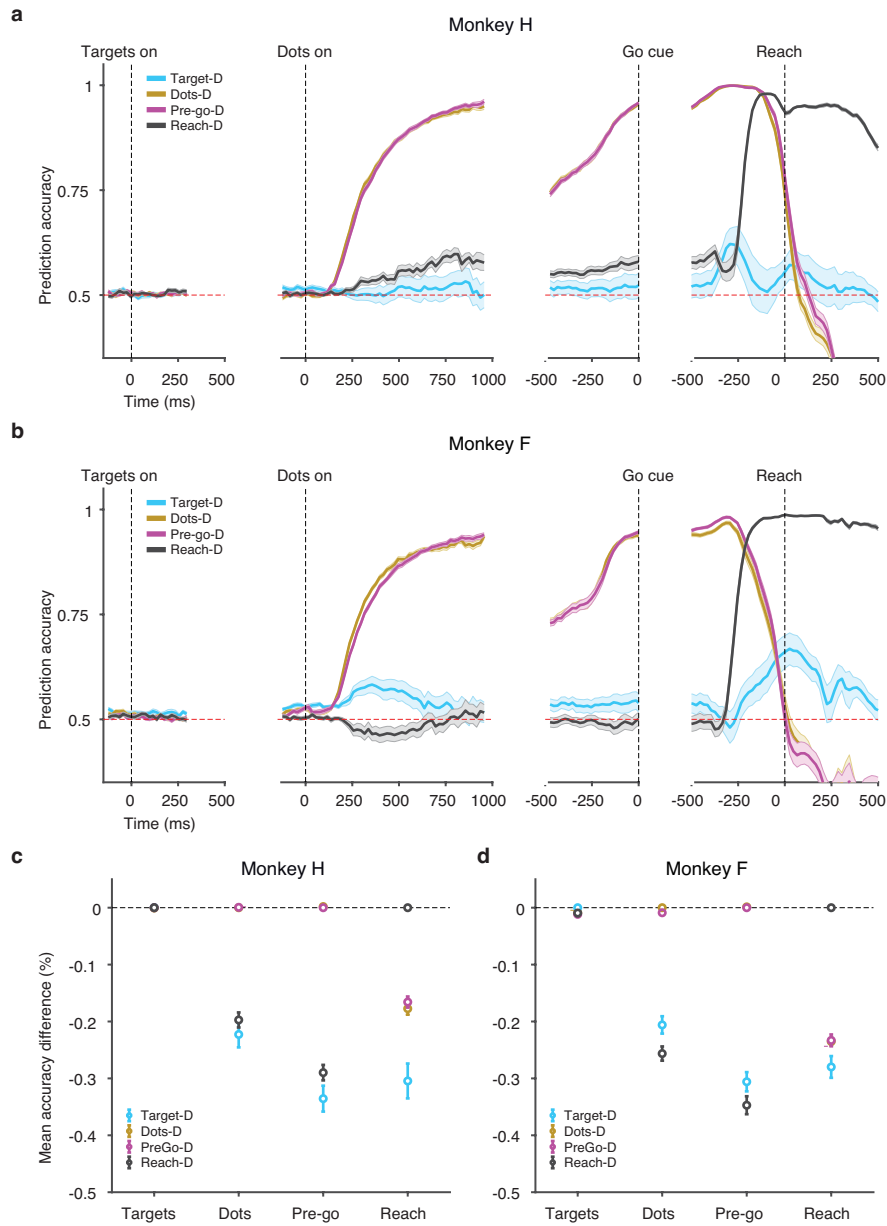 a
Monkey H
Targets on
Dots on
Go cue
Reach
Target-D
Dots-D
Pre-go-D
Reach-D
Prediction accuracy
1
0.75
0.5
0
250
500
0
250
500
750
1000
-500
0
-500
-250
0
250
500
Time (ms)
b
Monkey F
Targets on
Dots on
Go cue
Reach
Target-D
Dots-D
Pre-go-D
Reach-D
Prediction accuracy
1
0.75
0.5
0
250
500
0
250
500
750
1000
-500
0
-500
-250
0
250
500
Time (ms)
c
Monkey H
Mean accuracy difference (%)
0
-0.1
-0.2
-0.3
-0.4
-0.5
Target-D
Dots-D
PreGo-D
Reach-D
Targets
Dots
Pre-go
Reach
d
Monkey F
0
-0.1
-0.2
-0.3
-0.4
-0.5
Target-D
Dots-D
PreGo-D
Reach-D
Targets
Dots
Pre-go
Reach